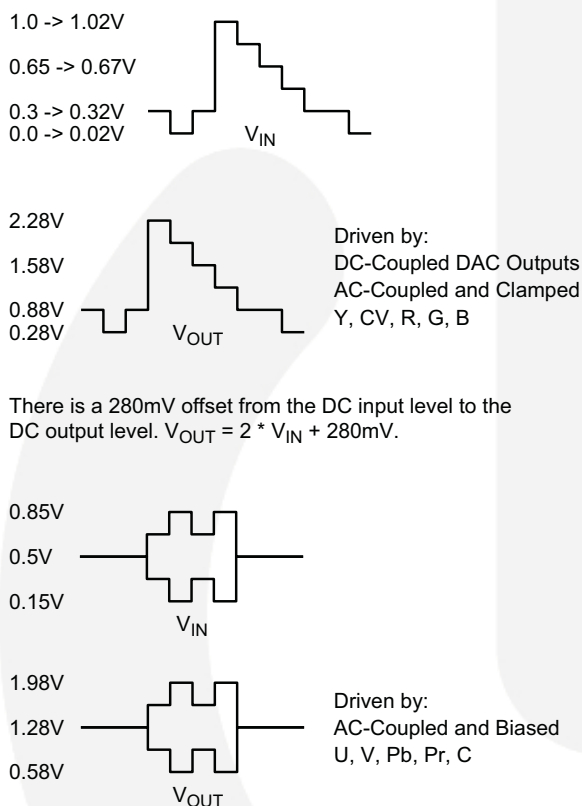 1.0 -> 1.02V
0.65 -> 0.67V
0.3 -> 0.32V
0.0 -> 0.02V
VIN
2.28V
1.58V
0.88V
0.28V
VOUT
Driven by:
DC-Coupled DAC Outputs
AC-Coupled and Clamped
Y, CV, R, G, B
There is a 280mV offset from the DC input level to the
DC output level. VOUT = 2 * VIN + 280mV.
0.85V
0.5V
0.15V
VIN
1.98V
1.28V
0.58V
VOUT
Driven by:
AC-Coupled and Biased
U, V, Pb, Pr, C